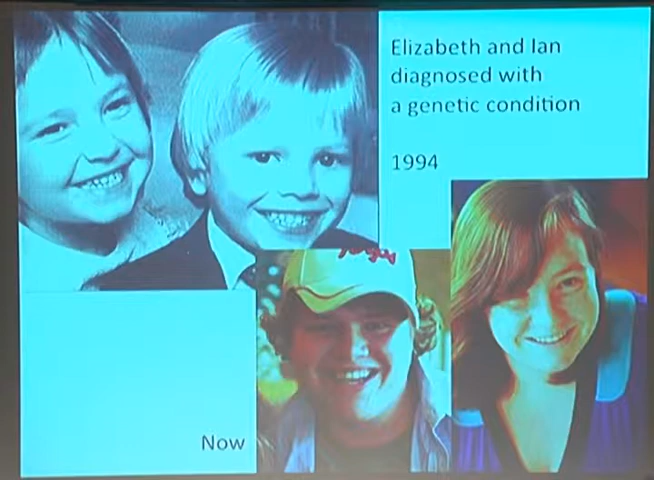 Elizabeth and Ian
diagnosed with
a genetic condition
1994
Now